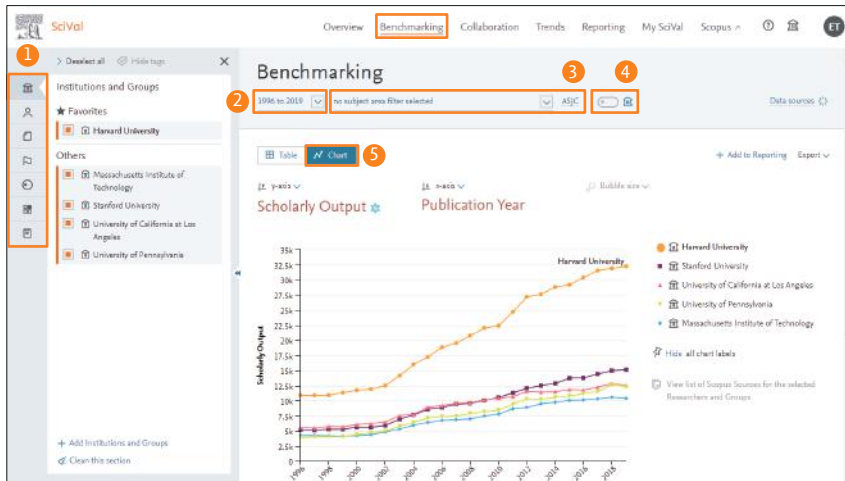 SciVal
Overview Benchmarking Collaboration Trends Reporting My SciVal Scopus ET
1
Deselect all Hide tags X
Institutions and Groups
Favorites
Harvard University
Others
Massachusetts Institute of
Technology
Stanford University
University of California at Los
Angeles
University of Pennsylvania
+ Add Institutions and Groups
Clean this section
Benchmarking
2 1996 to 2019 no subject area filter selected 3 ASJC 4
Data sources
Table Chart 5
+ Add to Reporting Export
y-axis x-axis Bubble size
Scholarly Output Publication Year
Scholarly Output
35k
32.5k
30k
27.5k
25k
22.5k
20k
17.5k
15k
12.5k
10k
7.5k
5k
2.5k
0
1996 1998 2000 2002 2004 2006 2008 2010 2012 2014 2016 2018
Harvard University
Harvard University
Stanford University
University of California at Los Angeles
University of Pennsylvania
Massachusetts Institute of Technology
Hide all chart labels
View list of Scopus Sources for the selected
Researchers and Groups